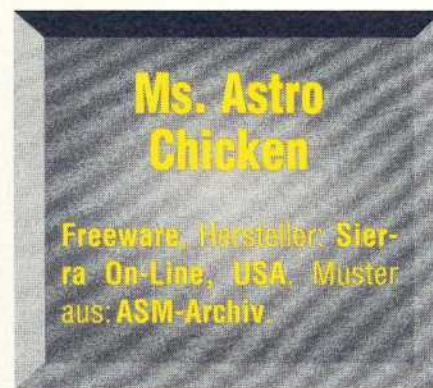 Ms. Astro
Chicken
Freeware, Hersteller: Sier-
ra On-Line, USA. Muster
aus: ASM-Archiv.